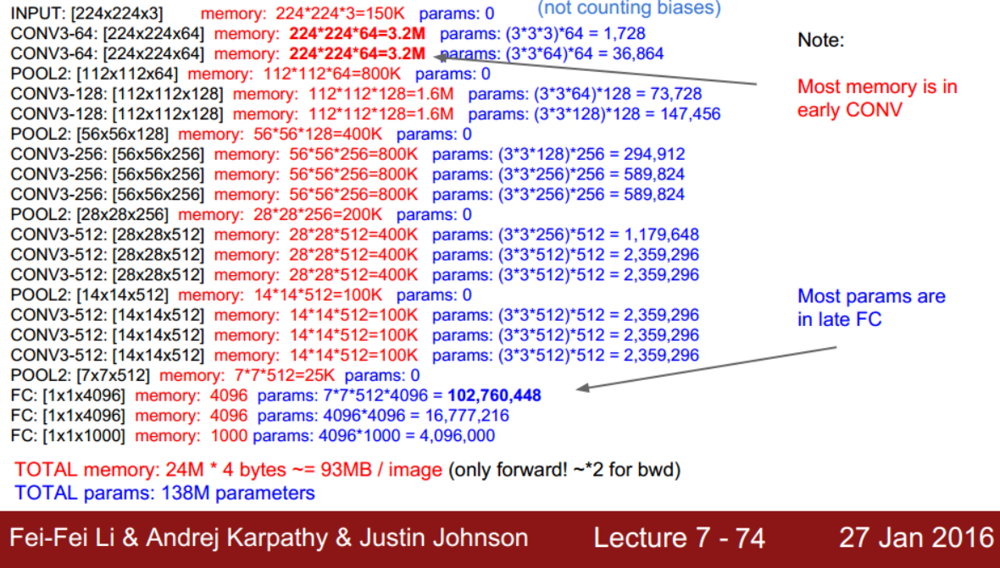 (not counting biases)
INPUT: [224x224x3] memory: 224*224*3=150K params: 0
CONV3-64: [224x224x64] memory: 224*224*64=3.2M params: (3*3*3)*64 = 1,728
CONV3-64: [224x224x64] memory: 224*224*64=3.2M params: (3*3*64)*64 = 36,864
POOL2: [112x112x64] memory: 112*112*64=800K params: 0
CONV3-128: [112x112x128] memory: 112*112*128=1.6M params: (3*3*64)*128 = 73,728
CONV3-128: [112x112x128] memory: 112*112*128=1.6M params: (3*3*128)*128 = 147,456
POOL2: [56x56x128] memory: 56*56*128=400K params: 0
CONV3-256: [56x56x256] memory: 56*56*256=800K params: (3*3*128)*256 = 294,912
CONV3-256: [56x56x256] memory: 56*56*256=800K params: (3*3*256)*256 = 589,824
CONV3-256: [56x56x256] memory: 56*56*256=800K params: (3*3*256)*256 = 589,824
POOL2: [28x28x256] memory: 28*28*256=200K params: 0
CONV3-512: [28x28x512] memory: 28*28*512=400K params: (3*3*256)*512 = 1,179,648
CONV3-512: [28x28x512] memory: 28*28*512=400K params: (3*3*512)*512 = 2,359,296
CONV3-512: [28x28x512] memory: 28*28*512=400K params: (3*3*512)*512 = 2,359,296
POOL2: [14x14x512] memory: 14*14*512=100K params: 0
CONV3-512: [14x14x512] memory: 14*14*512=100K params: (3*3*512)*512 = 2,359,296
CONV3-512: [14x14x512] memory: 14*14*512=100K params: (3*3*512)*512 = 2,359,296
CONV3-512: [14x14x512] memory: 14*14*512=100K params: (3*3*512)*512 = 2,359,296
POOL2: [7x7x512] memory: 7*7*512=25K params: 0
FC: [1x1x4096] memory: 4096 params: 7*7*512*4096 = 102,760,448
FC: [1x1x4096] memory: 4096 params: 4096*4096 = 16,777,216
FC: [1x1x1000] memory: 1000 params: 4096*1000 = 4,096,000
Note:
Most memory is in
early CONV
Most params are
in late FC
TOTAL memory: 24M * 4 bytes ~= 93MB / image (only forward! ~*2 for bwd)
TOTAL params: 138M parameters
Fei-Fei Li & Andrej Karpathy & Justin Johnson Lecture 7 - 74 27 Jan 2016